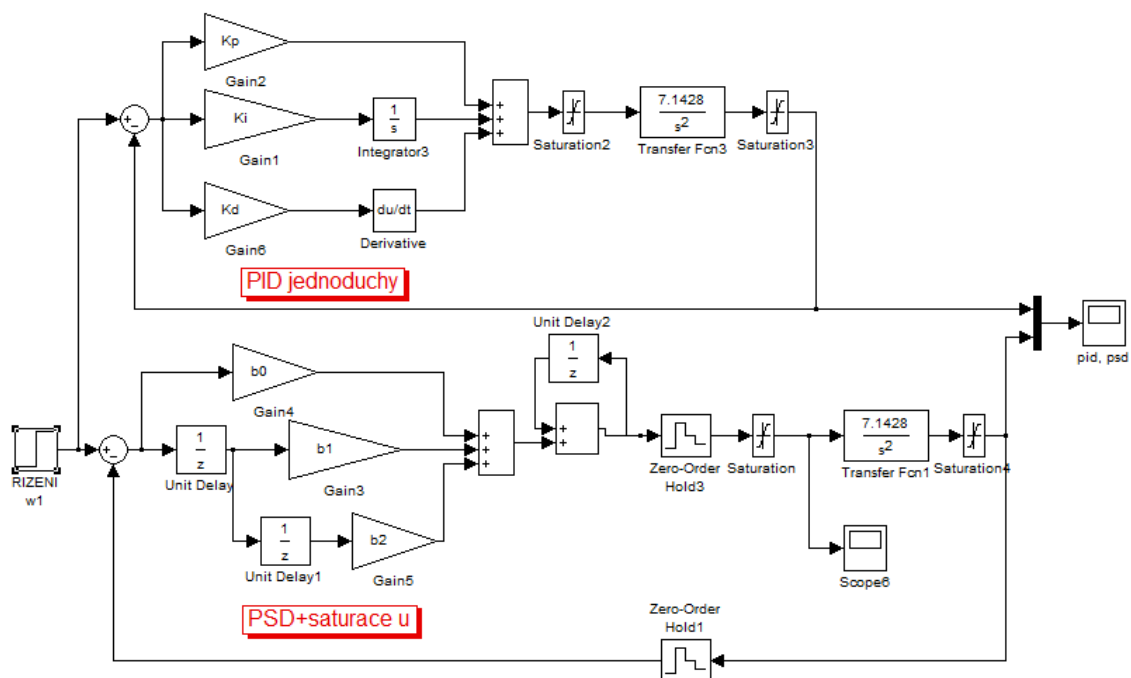 Kp
Gain2
+
-
Ki
Gain1
1
s
Integrator3
+
+
+
Saturation2
7.1428
s2
Transfer Fcn3
Saturation3
Kd
Gain6
du/dt
Derivative
PID jednoduchy
Unit Delay2
1
z
pid, psd
b0
Gain4
RIZENI
w1
+
-
1
z
Unit Delay
b1
Gain3
+
+
+
+
+
Zero-Order
Hold3
Saturation
7.1428
s2
Transfer Fcn1
Saturation4
1
z
Unit Delay1
b2
Gain5
Scope6
PSD+saturace u
Zero-Order
Hold1